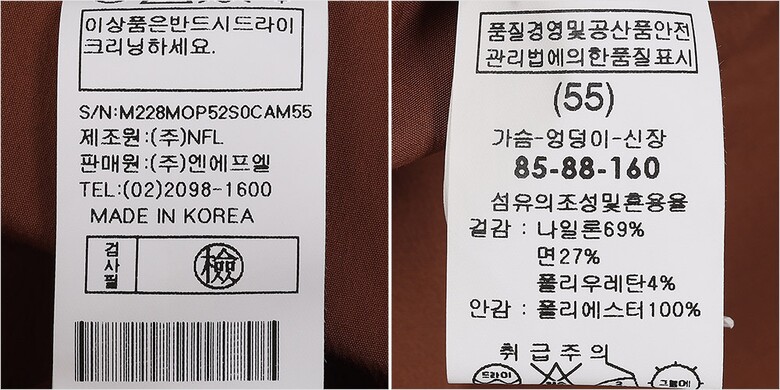 이상품은반드시드라이
크리닝하세요.
S/N:M228MOP52S0CAM55
제조원:(주)NFL
판매원:(주)엔에프엘
TEL:(02)2098-1600
MADE IN KOREA
검사필
檢
품질경영및공산품안전
관리법에의한품질표시
(55)
가슴-엉덩이-신장
85-88-160
섬유의조성및혼용율
겉감 : 나일론69%
면27%
폴리우레탄4%
안감 : 폴리에스터100%
취급주의
드라이
그늘에